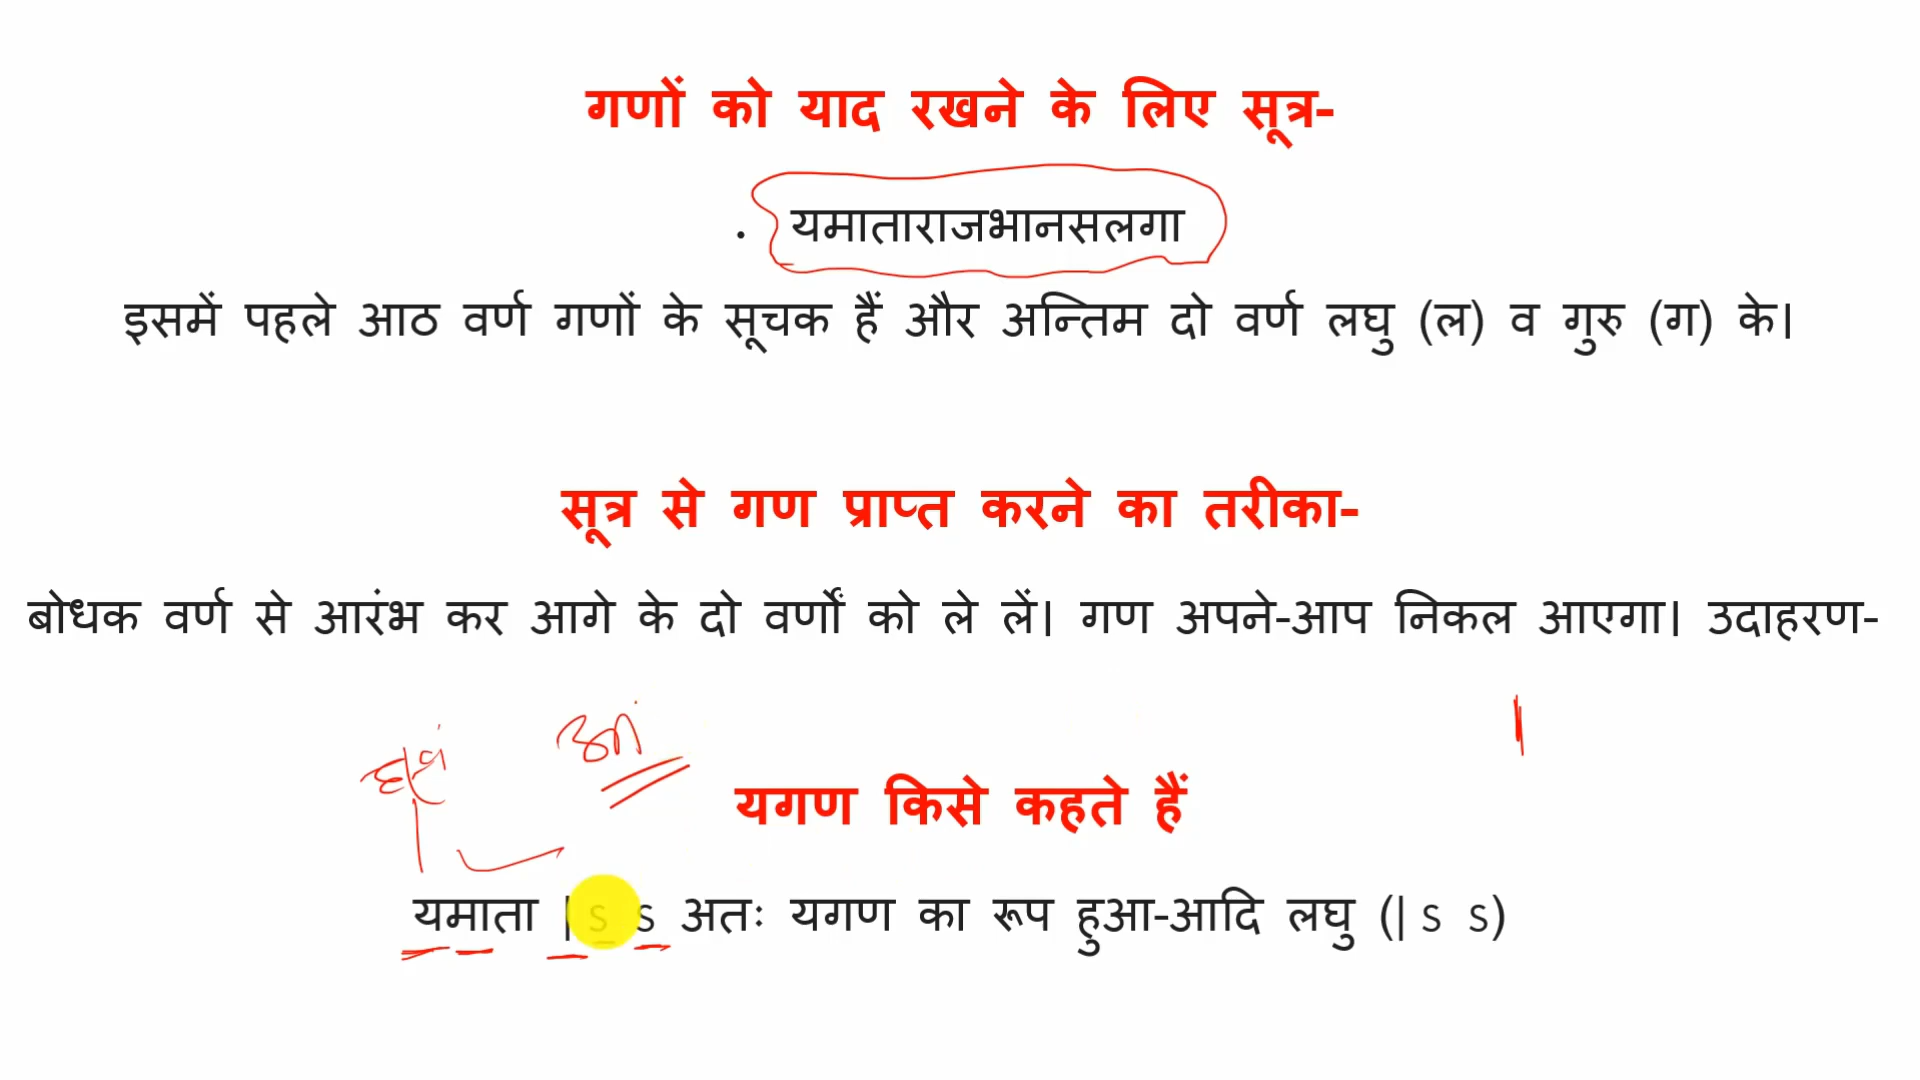 गणों को याद रखने के लिए सूत्र-
. यमाताराजभानसलगा
इसमें पहले आठ वर्ण गणों के सूचक हैं और अन्तिम दो वर्ण लघु (ल) व गुरु (ग) के।
सूत्र से गण प्राप्त करने का तरीका-
बोधक वर्ण से आरंभ कर आगे के दो वर्णों को ले लें। गण अपने-आप निकल आएगा। उदाहरण-
यगण किसे कहते हैं
यमाता | s s अतः यगण का रूप हुआ-आदि लघु (| s s)